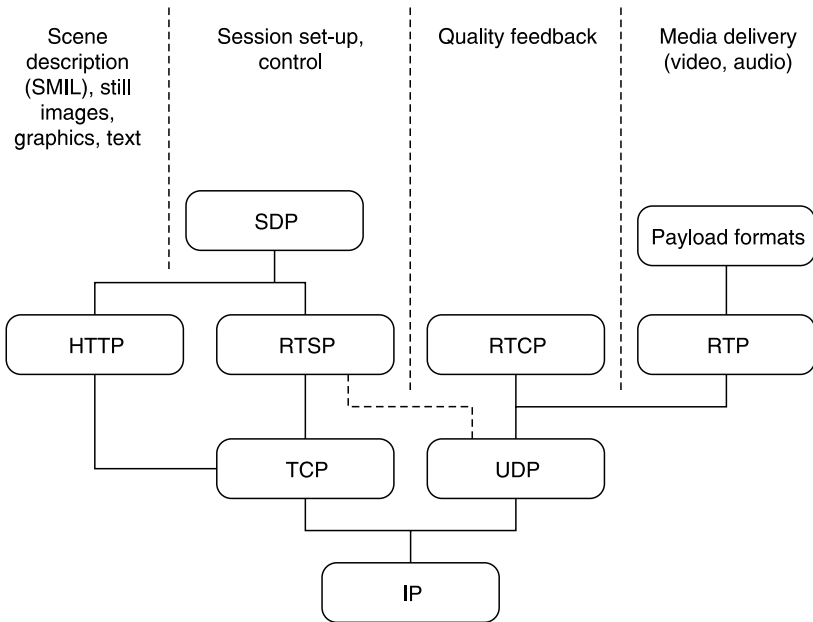 Scene
description
(SMIL), still
images,
graphics, text
Session set-up,
control
Quality feedback
Media delivery
(video, audio)
SDP
Payload formats
HTTP
RTSP
RTCP
RTP
TCP
UDP
IP